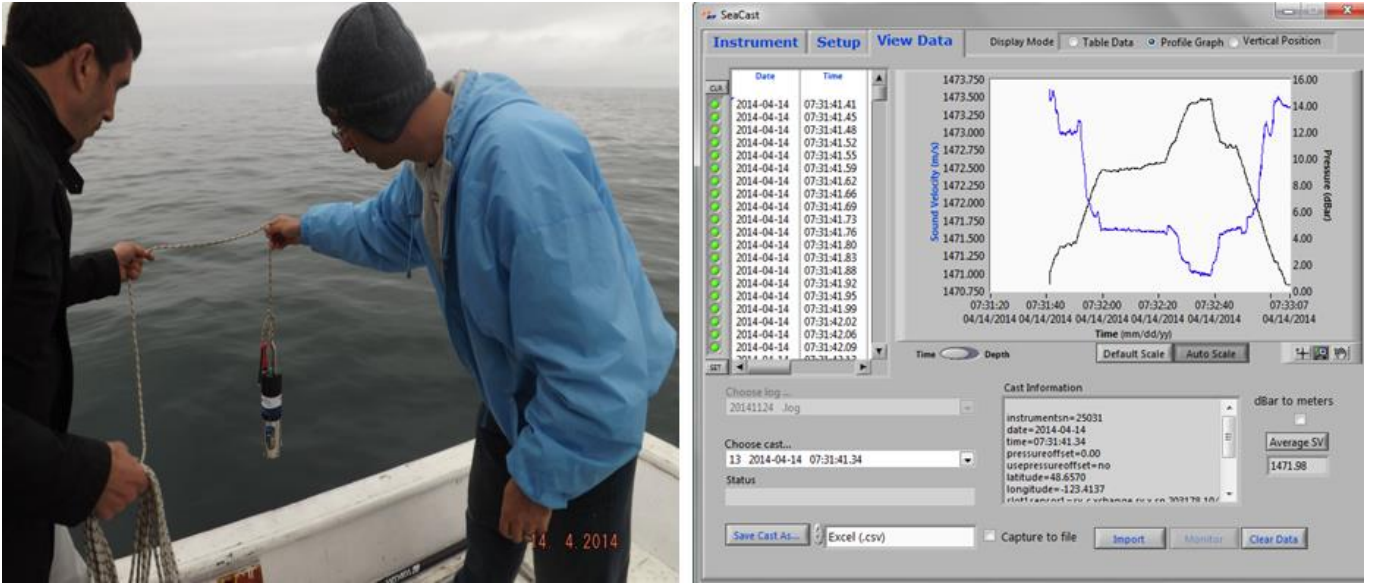 14. 4.2014
SeaCast
Instrument Setup View Data Display Mode Table Data Profile Graph Vertical Position
CLR Date Time
2014-04-14 07:31:41.41
2014-04-14 07:31:41.45
2014-04-14 07:31:41.48
2014-04-14 07:31:41.52
2014-04-14 07:31:41.55
2014-04-14 07:31:41.59
2014-04-14 07:31:41.62
2014-04-14 07:31:41.66
2014-04-14 07:31:41.69
2014-04-14 07:31:41.73
2014-04-14 07:31:41.76
2014-04-14 07:31:41.80
2014-04-14 07:31:41.83
2014-04-14 07:31:41.88
2014-04-14 07:31:41.92
2014-04-14 07:31:41.95
2014-04-14 07:31:41.99
2014-04-14 07:31:42.02
2014-04-14 07:31:42.06
2014-04-14 07:31:42.09
SET
Sound Velocity (m/s)
1473.750
1473.500
1473.250
1473.000
1472.750
1472.500
1472.250
1472.000
1471.750
1471.500
1471.250
1471.000
1470.750
16.00
14.00
12.00
10.00
8.00
6.00
4.00
2.00
0.00
Pressure (dBar)
07:31:20 07:31:40 07:32:00 07:32:20 07:32:40 07:33:07
04/14/2014 04/14/2014 04/14/2014 04/14/2014 04/14/2014 04/14/2014
Time (mm/dd/yy)
Time Depth Default Scale Auto Scale
Choose log ...
20141124 Jog
Choose cast...
13 2014-04-14 07:31:41.34
Status
Save Cast As... Excel (.csv)
Cast Information
instrumentsn=25031
date=2014-04-14
time=07:31:41.34
pressureoffset=0.00
usepressureoffset=no
latitude=48.6570
longitude=-123.4137
dBar to meters
Average SV
1471.98
Capture to file Import Monitor Clear Data